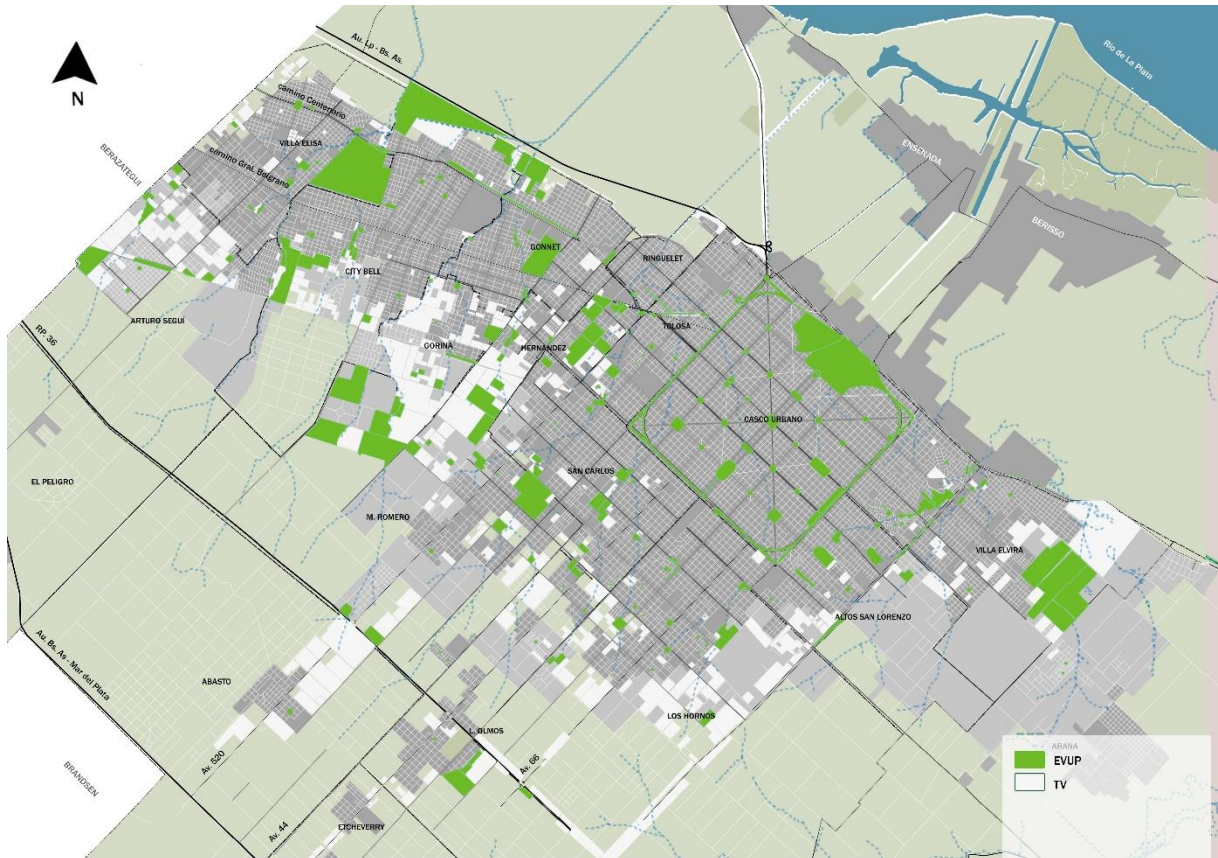 Au. Lp - Bs. As.
Río de La Plata
N
camino Centenario
VILLA ELISA
ENSENADA
BERAZATEGUI
camino Gral. Belgrano
BERISSO
GONNET
RINGUELET
CITY BELL
ARTURO SEGUÍ
TOLOSA
RP. 36
GORINA
HERNANDEZ
CASCO URBANO
SAN CARLOS
EL PELIGRO
M. ROMERO
VILLA ELVIRA
ALTOS SAN LORENZO
Au. Bs. As - Mar del Plata
ABASTO
LOS HORNOS
L. OLMOS
ARANA
EVUP
Av. 520
Av. 66
BRANDSEN
TV
Av. 44
ETCHEVERRY